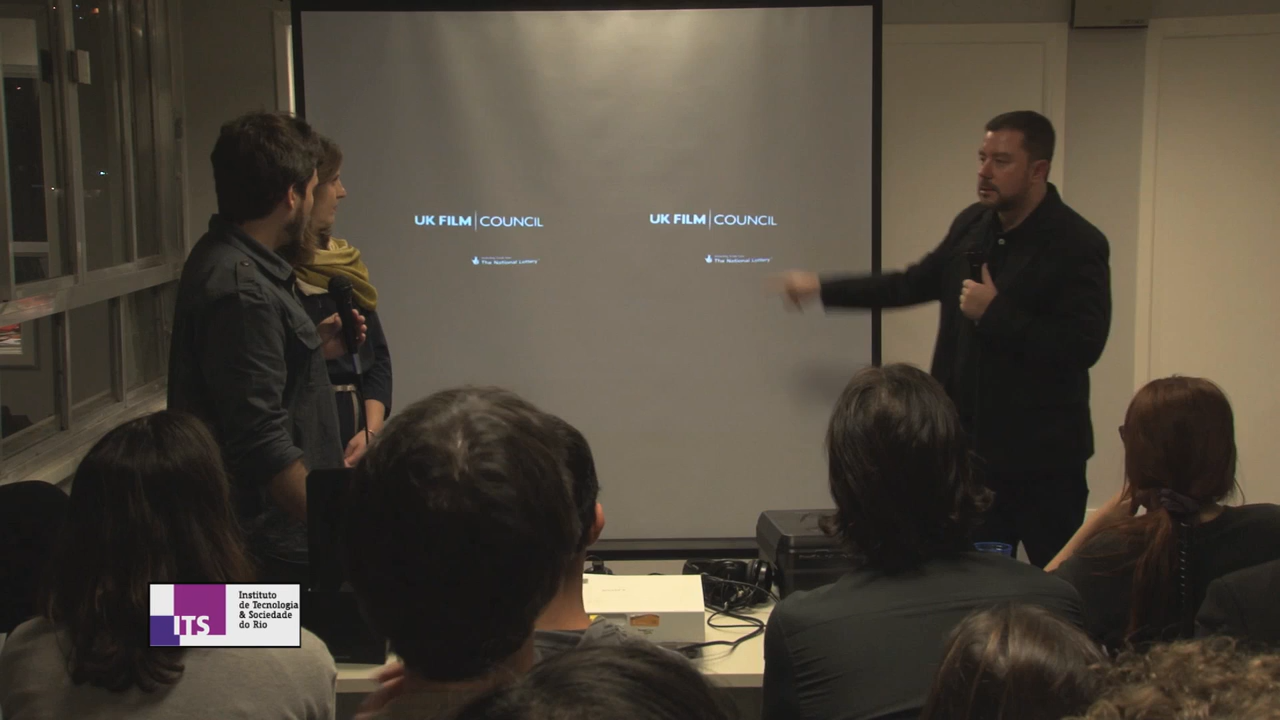 UK FILM | COUNCIL
UK FILM | COUNCIL
The National Lottery
The National Lottery
ITS
Instituto
de Tecnologia
& Sociedade
do Rio